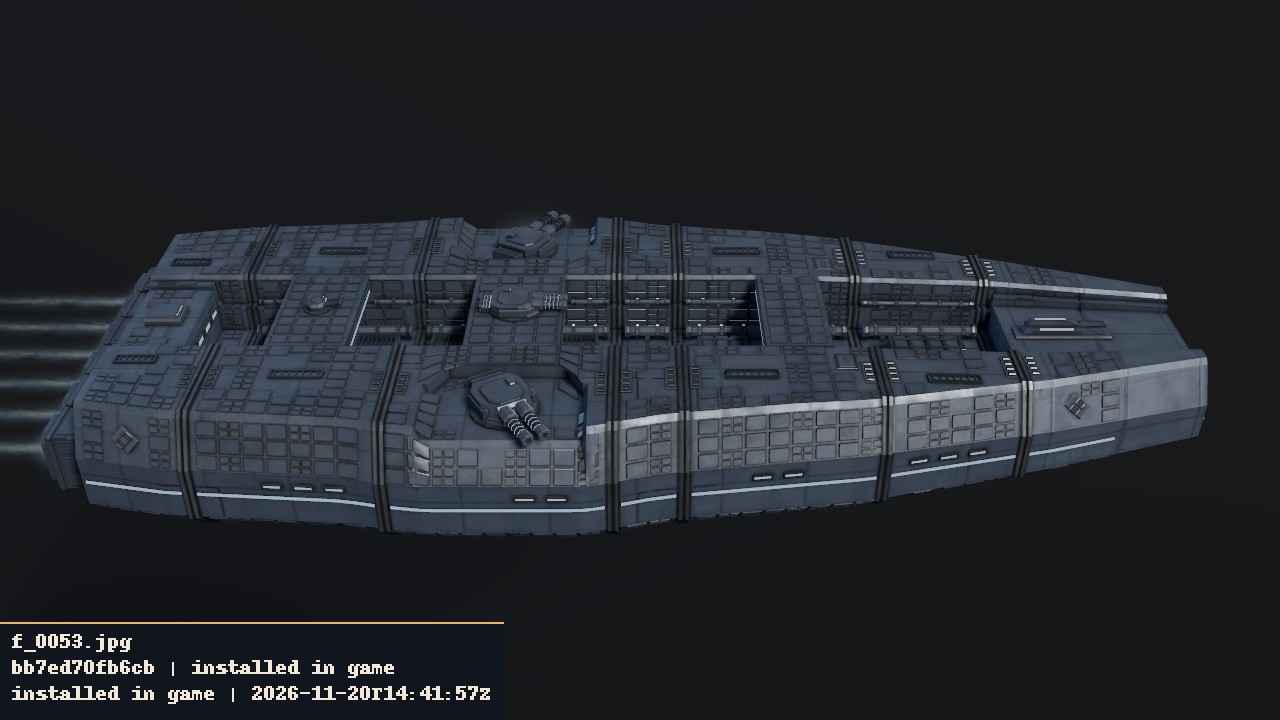 f_0053.jpg
bb7ed70fb6cb | installed in game
installed in game | 2026-11-20T14:41:57Z